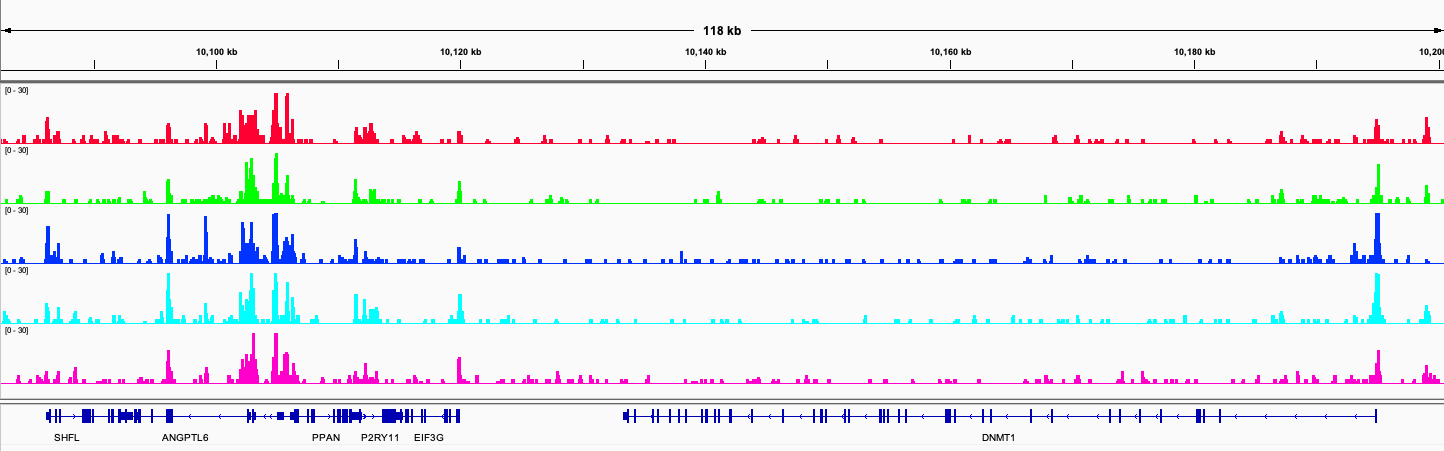 118 kb
10,100 kb 10,120 kb 10,140 kb 10,160 kb 10,180 kb 10,200
[0 - 30]
[0 - 30]
[0 - 30]
[0 - 30]
[0 - 30]
SHFL ANGPTL6 PPAN P2RY11 EIF3G DNMT1